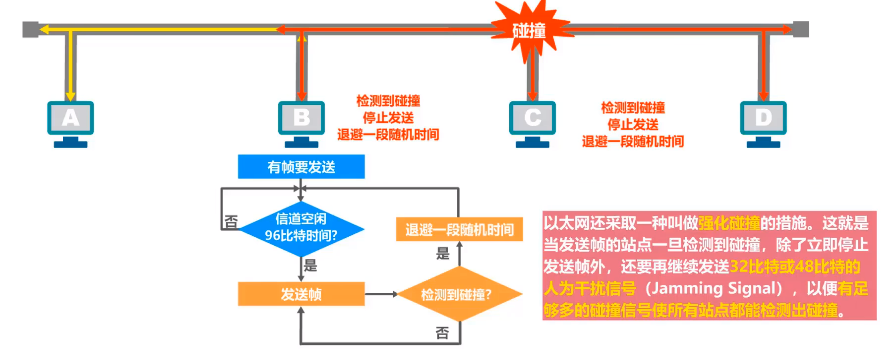 碰撞
A
B
C
D
检测到碰撞
停止发送
退避一段随机时间
检测到碰撞
停止发送
退避一段随机时间
有帧要发送
否
信道空闲
96比特时间?
是
发送帧
退避一段随机时间
是
检测到碰撞?
否
以太网还采取一种叫做强化碰撞的措施。这就是
当发送帧的站点一旦检测到碰撞，除了立即停止
发送帧外，还要再继续发送32比特或48比特的
人为干扰信号（Jamming Signal），以便有足
够多的碰撞信号使所有站点都能检测出碰撞。